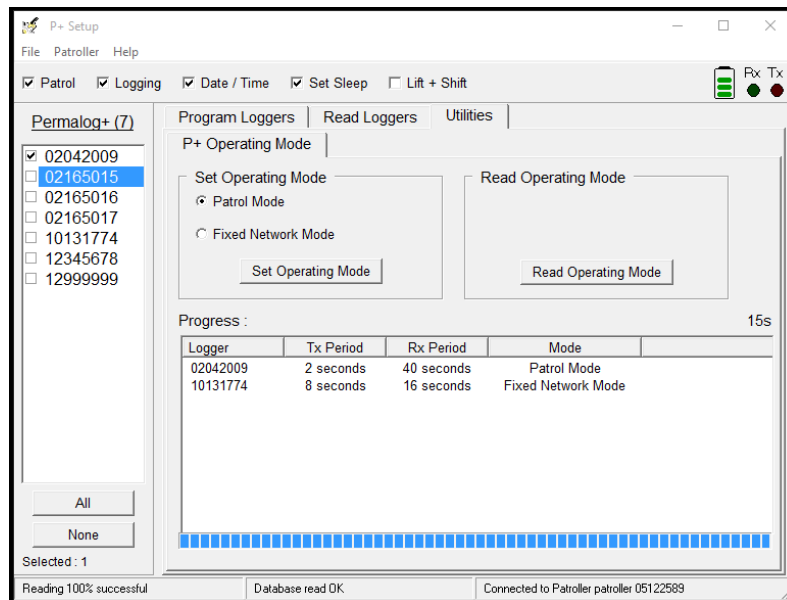 P+ Setup
File Patroller Help
Patrol Logging Date / Time Set Sleep Lift + Shift
Rx Tx
Permalog+ (7)
02042009
02165015
02165016
02165017
10131774
12345678
12999999
All
None
Selected : 1
Program Loggers Read Loggers Utilities
P+ Operating Mode
Set Operating Mode
Patrol Mode
Fixed Network Mode
Set Operating Mode
Read Operating Mode
Read Operating Mode
Progress : 15s
Logger Tx Period Rx Period Mode
02042009 2 seconds 40 seconds Patrol Mode
10131774 8 seconds 16 seconds Fixed Network Mode
Reading 100% successful Database read OK Connected to Patroller patroller 05122589